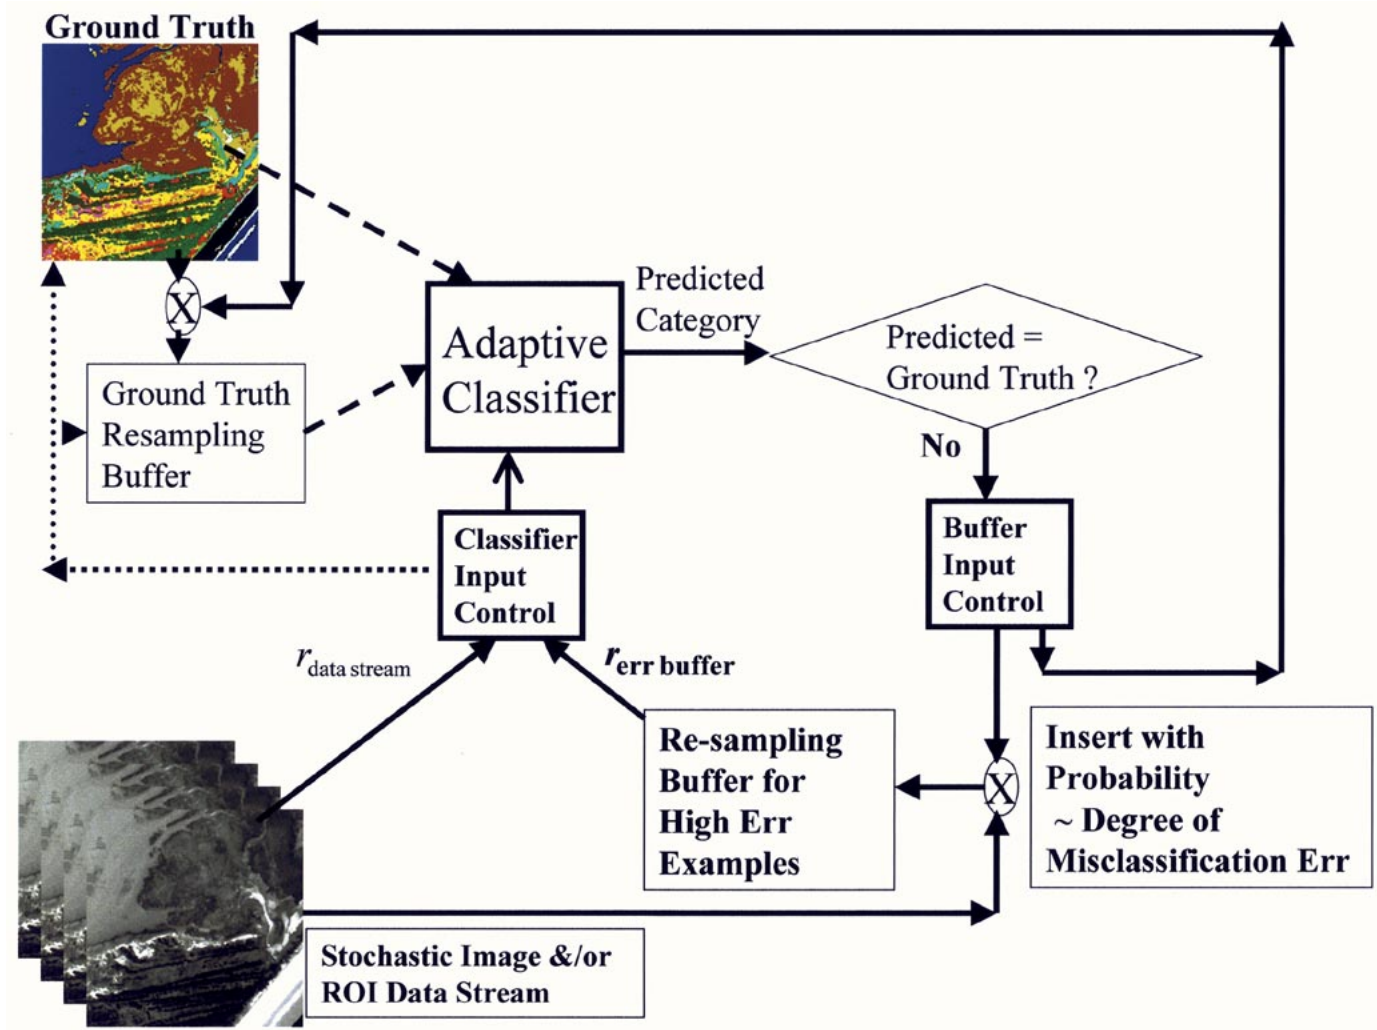 Ground Truth
X
Ground Truth
Resampling
Buffer
Adaptive
Classifier
Predicted
Category
Predicted =
Ground Truth ?
No
Buffer
Input
Control
Classifier
Input
Control
r data stream
r err buffer
Re-sampling
Buffer for
High Err
Examples
X
Insert with
Probability
~ Degree of
Misclassification Err
Stochastic Image &/or
ROI Data Stream